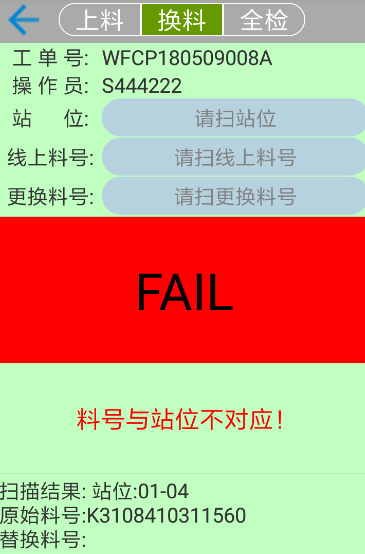 上料 换料 全检
工 单 号: WFCP180509008A
操 作 员: S444222
站 位: 请扫站位
线上料号: 请扫线上料号
更换料号: 请扫更换料号
FAIL
料号与站位不对应!
扫描结果: 站位:01-04
原始料号:K3108410311560
替换料号: